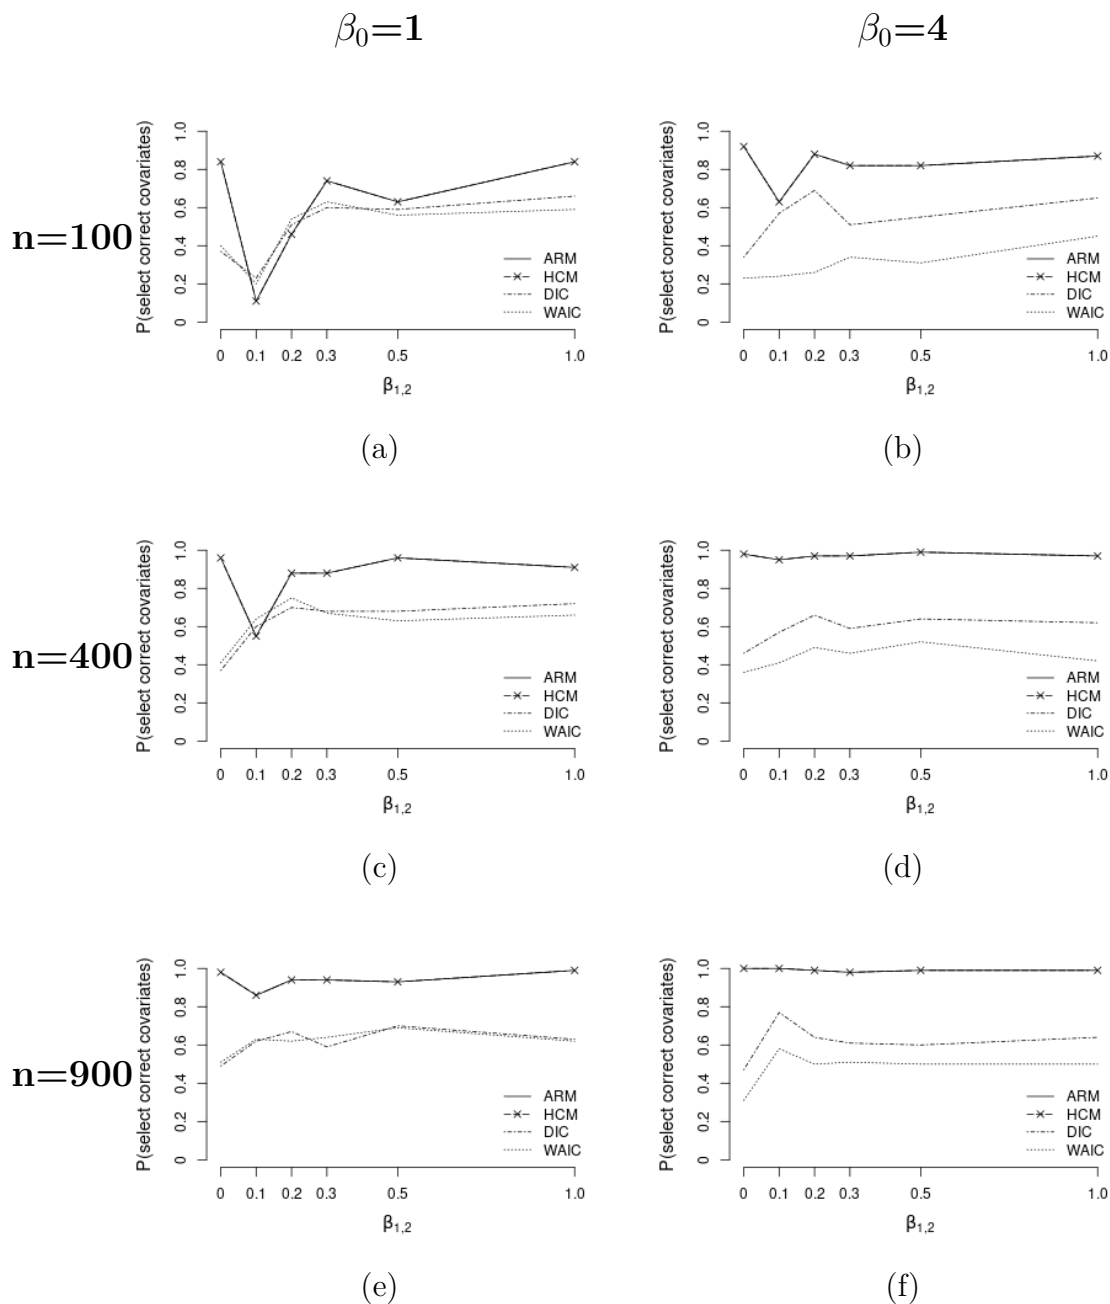 β₀=1
β₀=4
n=100
P(select correct covariates)
1.0
0.8
0.6
0.4
0.2
0
ARM
HCM
DIC
WAIC
0 0.1 0.2 0.3 0.5 1.0
β₁,₂
(a)
P(select correct covariates)
1.0
0.8
0.6
0.4
0.2
0
ARM
HCM
DIC
WAIC
0 0.1 0.2 0.3 0.5 1.0
β₁,₂
(b)
n=400
P(select correct covariates)
1.0
0.8
0.6
0.4
0.2
0
ARM
HCM
DIC
WAIC
0 0.1 0.2 0.3 0.5 1.0
β₁,₂
(c)
P(select correct covariates)
1.0
0.8
0.6
0.4
0.2
0
ARM
HCM
DIC
WAIC
0 0.1 0.2 0.3 0.5 1.0
β₁,₂
(d)
n=900
P(select correct covariates)
1.0
0.8
0.6
0.4
0.2
0
ARM
HCM
DIC
WAIC
0 0.1 0.2 0.3 0.5 1.0
β₁,₂
(e)
P(select correct covariates)
1.0
0.8
0.6
0.4
0.2
0
ARM
HCM
DIC
WAIC
0 0.1 0.2 0.3 0.5 1.0
β₁,₂
(f)